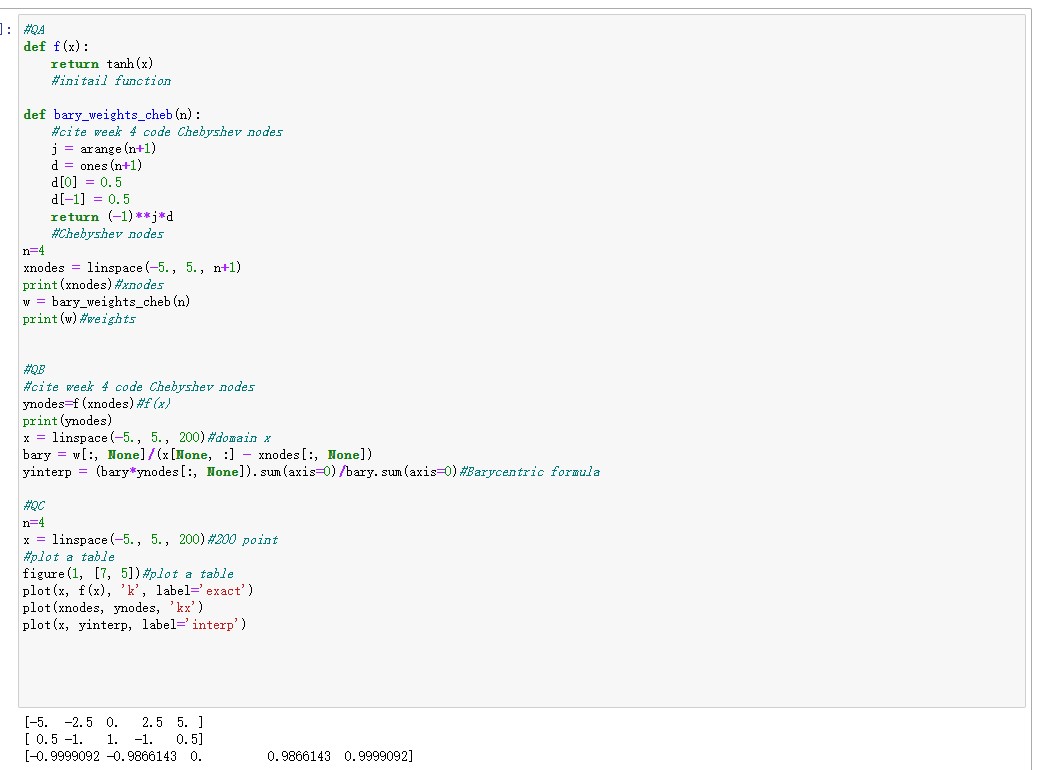 ]: #QA
def f(x):
    return tanh(x)
    #initail function

def bary_weights_cheb(n):
    #cite week 4 code Chebyshev nodes
    j = arange(n+1)
    d = ones(n+1)
    d[0] = 0.5
    d[-1] = 0.5
    return (-1)**j*d
    #Chebyshev nodes
n=4
xnodes = linspace(-5., 5., n+1)
print(xnodes)#xnodes
w = bary_weights_cheb(n)
print(w)#weights

#QB
#cite week 4 code Chebyshev nodes
ynodes=f(xnodes)#f(x)
print(ynodes)
x = linspace(-5., 5., 200)#domain x
bary = w[:, None]/(x[None, :] - xnodes[:, None])
yinterp = (bary*ynodes[:, None]).sum(axis=0)/bary.sum(axis=0)#Barycentric formula

#QC
n=4
x = linspace(-5., 5., 200)#200 point
#plot a table
figure(1, [7, 5])#plot a table
plot(x, f(x), 'k', label='exact')
plot(xnodes, ynodes, 'kx')
plot(x, yinterp, label='interp')

[-5.  -2.5  0.   2.5  5. ]
[ 0.5 -1.   1.  -1.   0.5]
[-0.9999092 -0.9866143  0.         0.9866143  0.9999092]